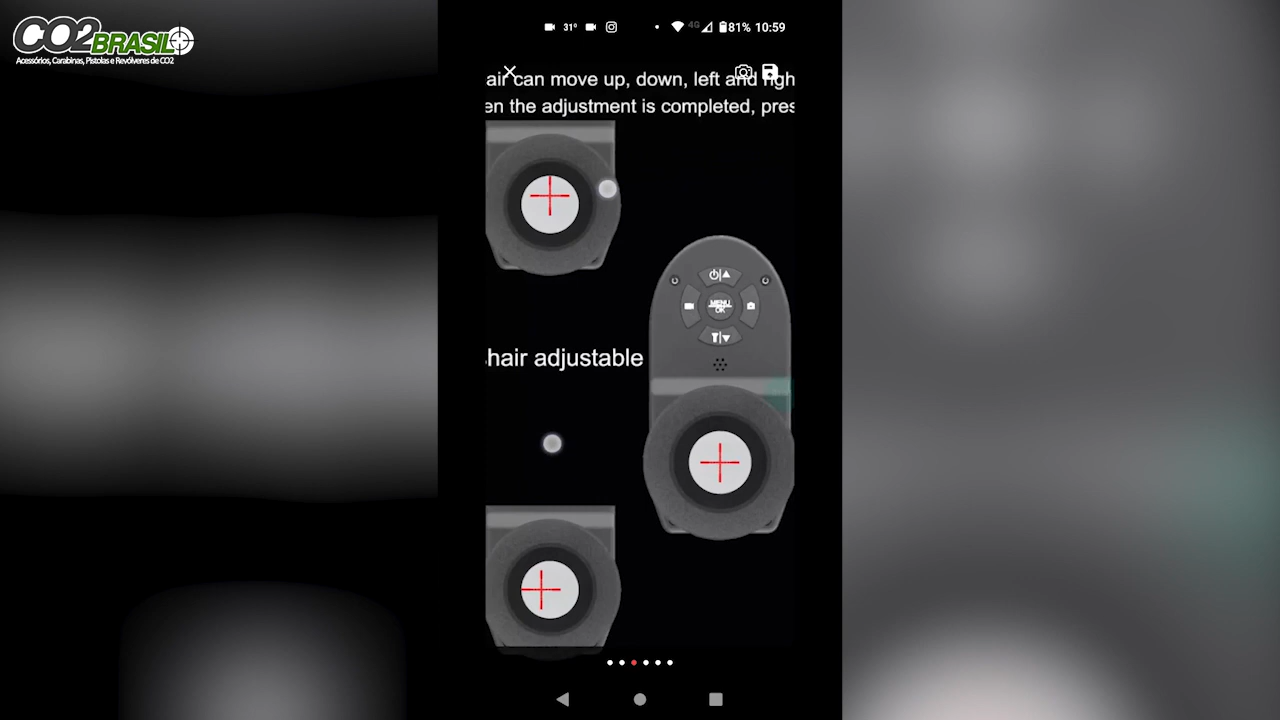 CO2BRASIL
Acessórios, Carabinas, Pistolas e Revólveres de CO2
31° 4G 81% 10:59
air can move up, down, left and righ
en the adjustment is completed, pres
MENU
OK
hair adjustable